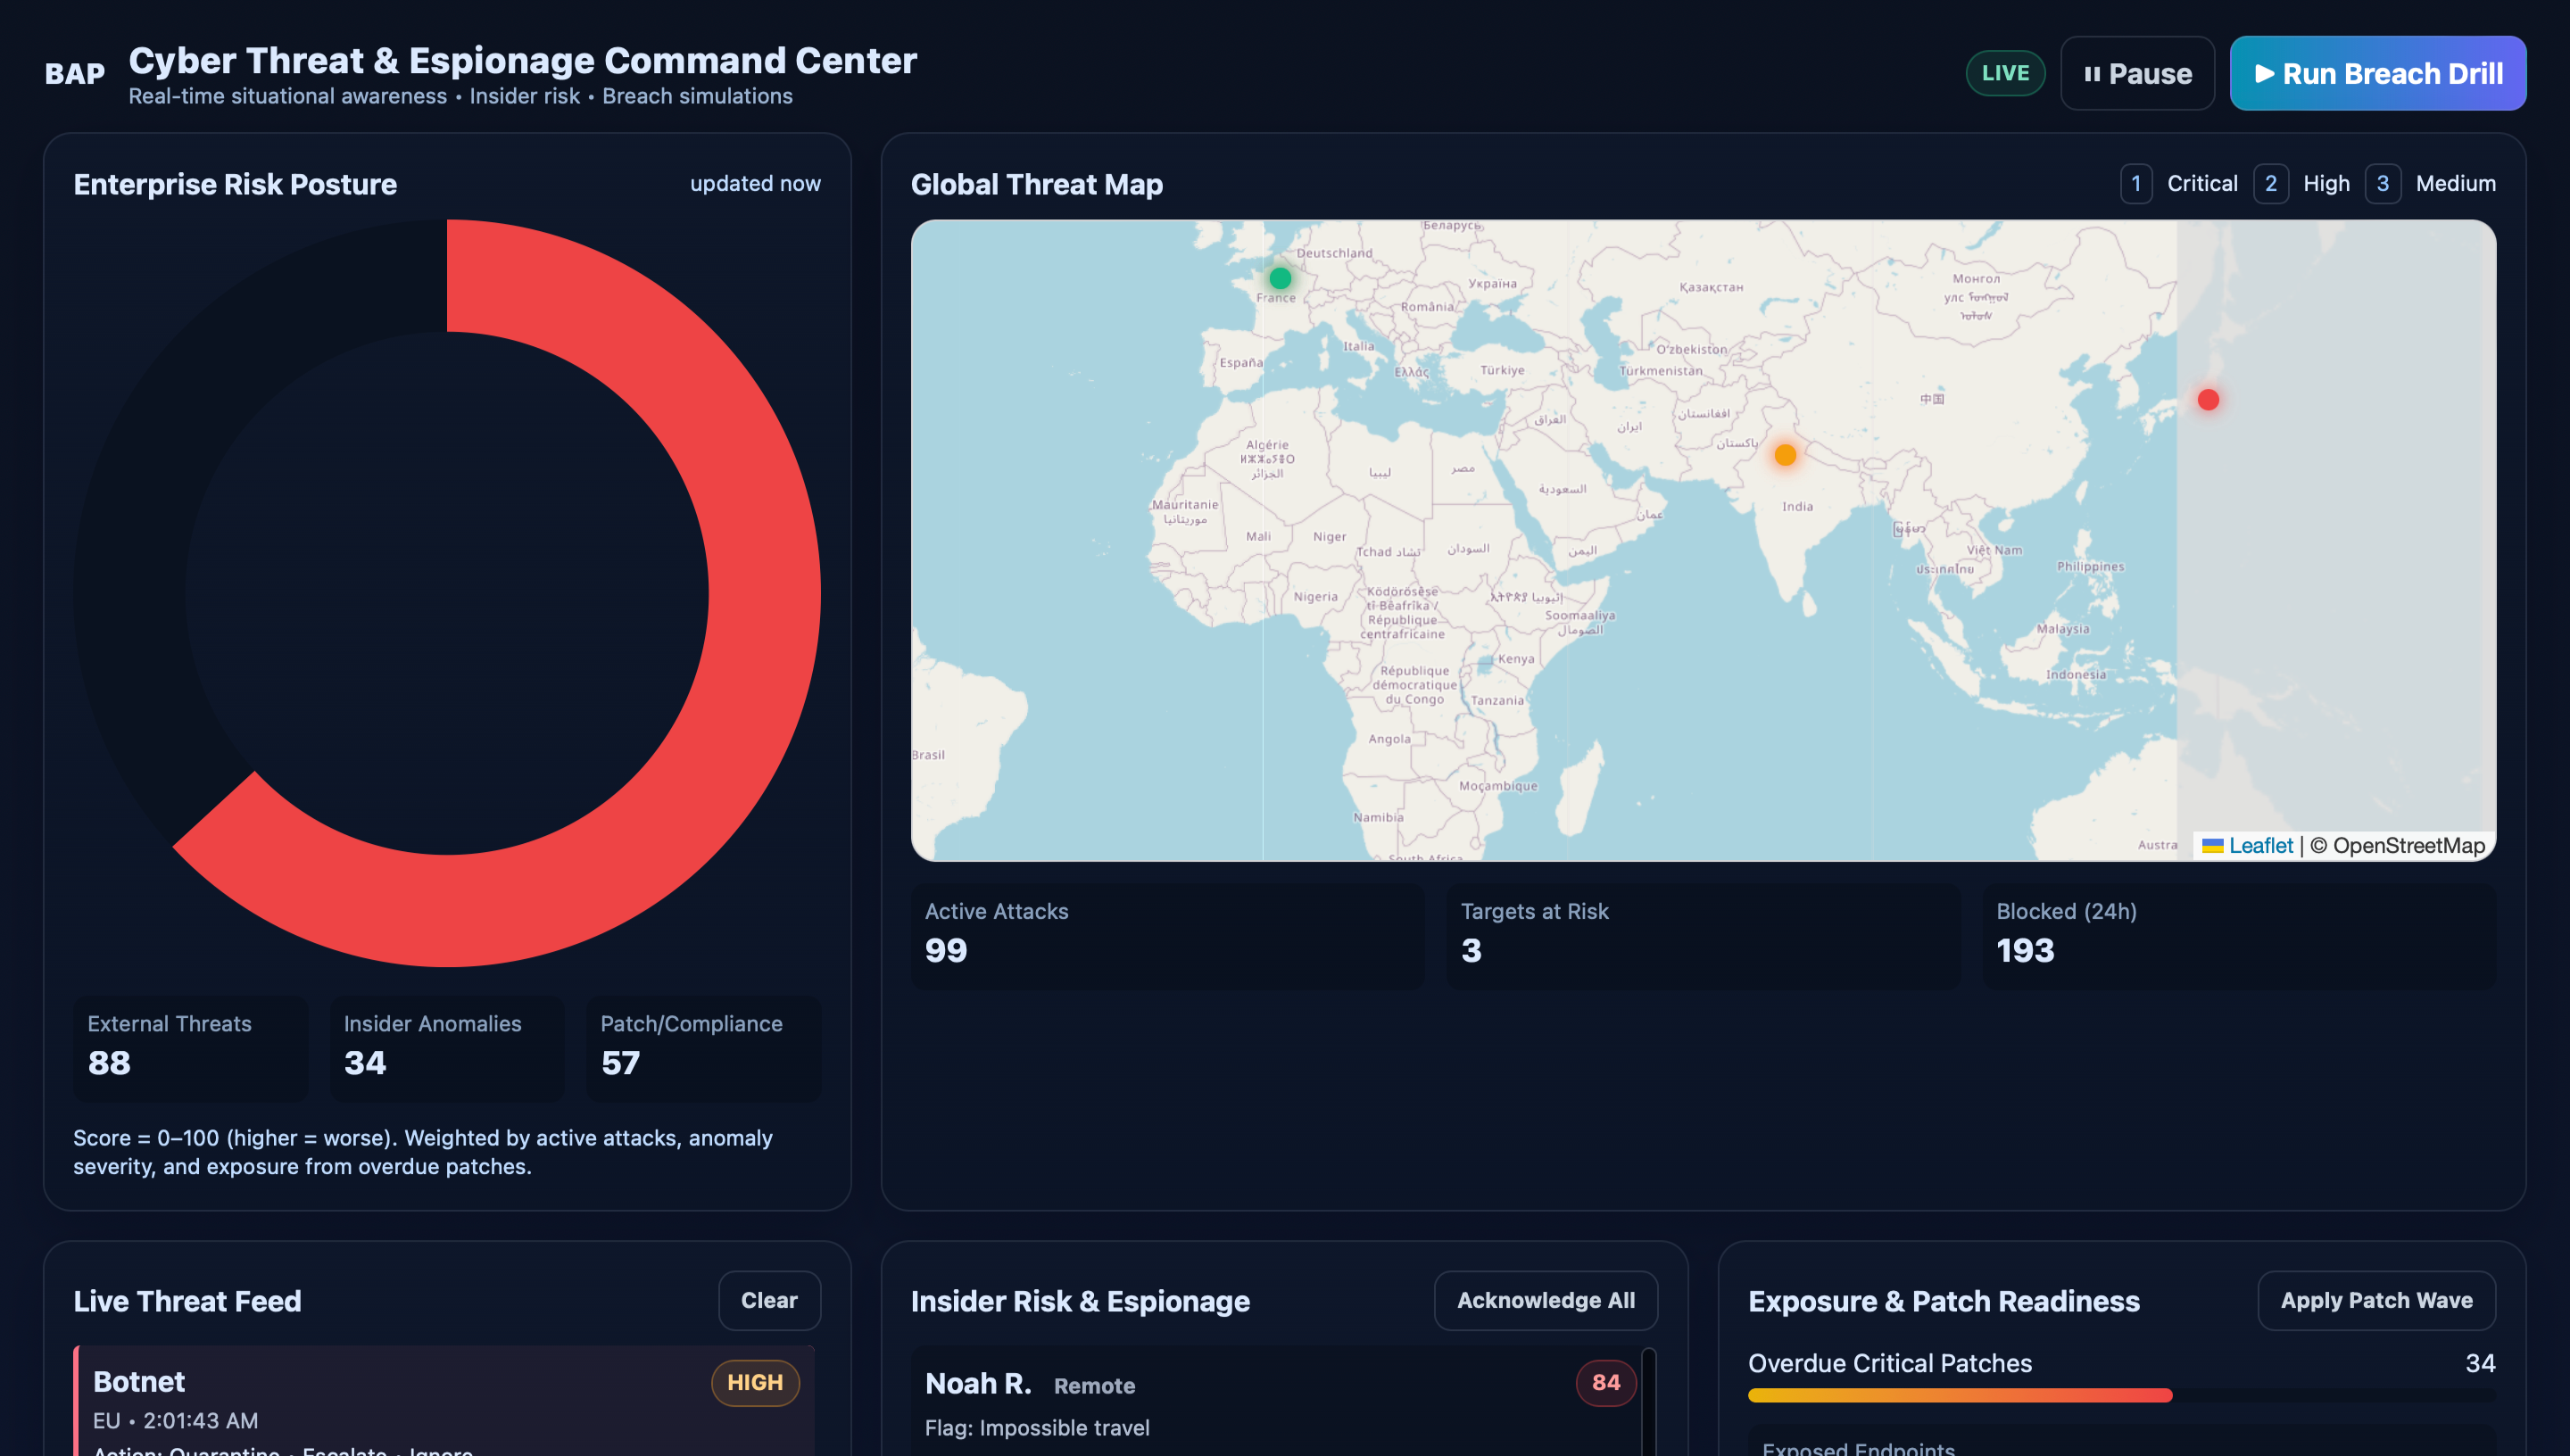 BAP
Cyber Threat & Espionage Command Center
Real-time situational awareness • Insider risk • Breach simulations
LIVE
Pause
Run Breach Drill
Enterprise Risk Posture
updated now
External Threats
88
Insider Anomalies
34
Patch/Compliance
57
Score = 0–100 (higher = worse). Weighted by active attacks, anomaly
severity, and exposure from overdue patches.
Global Threat Map
1 Critical 2 High 3 Medium
Беларусь
Deutschland
France
Україна
România
Italia
España
Ελλάς
Türkiye
Қазақстан
Монгол
улс
O'zbekiston
Türkmenistan
افغانستان
پاکستان
ایران
العراق
中国
Algérie
ⵍⵣⵣⴰⵢⴻⵔ
الجزائر
ليبيا
مصر
السعودية
عمان
اليمن
India
Mauritanie
موريتانيا
Mali
Niger
Tchad تشاد
السودان
Nigeria
Ködörösêse
tî Bêafrîka /
République
centrafricaine
ኢትዮጵያ إثيوبيا
Soomaaliya
الصومال
Việt Nam
ประเทศไทย
Philippines
Malaysia
Indonesia
Kenya
République
démocratique
du Congo
Tanzania
Angola
Moçambique
Namibia
South Africa
Brasil
Austra
Leaflet | © OpenStreetMap
Active Attacks
99
Targets at Risk
3
Blocked (24h)
193
Live Threat Feed
Clear
Botnet
HIGH
EU • 2:01:43 AM
Action: Quarantine • Escalate • Ignore
Insider Risk & Espionage
Acknowledge All
Noah R. Remote
84
Flag: Impossible travel
Exposure & Patch Readiness
Apply Patch Wave
Overdue Critical Patches
34
Exposed Endpoints